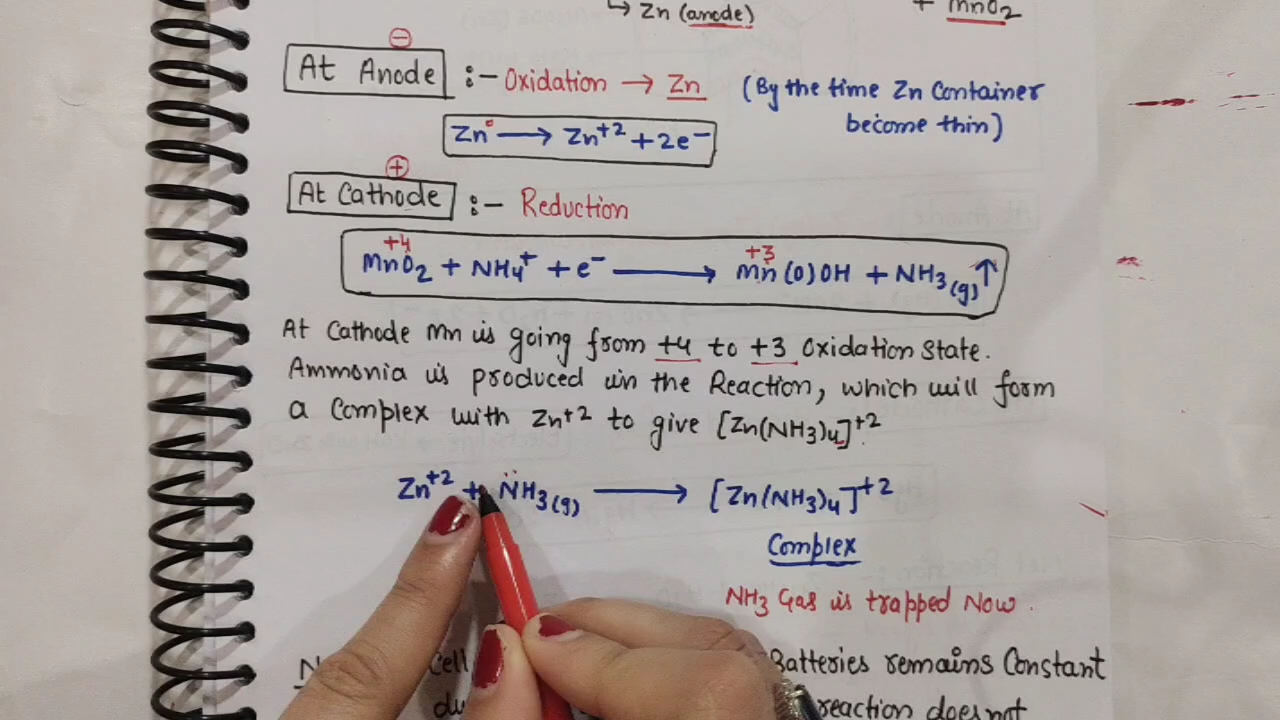 ↳ Zn (anode)
+ MnO2
⊖
At Anode :- Oxidation → Zn (By the time Zn Container
become thin)
Zn° → Zn+2 + 2e-
⊕
At Cathode :- Reduction
+4 +3
MnO2 + NH4+ + e- → Mn(O)OH + NH3(g)↑
At Cathode Mn is going from +4 to +3 Oxidation State.
Ammonia is produced in the Reaction, which will form
a Complex with Zn+2 to give [Zn(NH3)4]+2
Zn+2 + N̈H3(g) → [Zn(NH3)4]+2
Complex
NH3 Gas is trapped Now.
Cell Batteries remains Constant
reaction does not